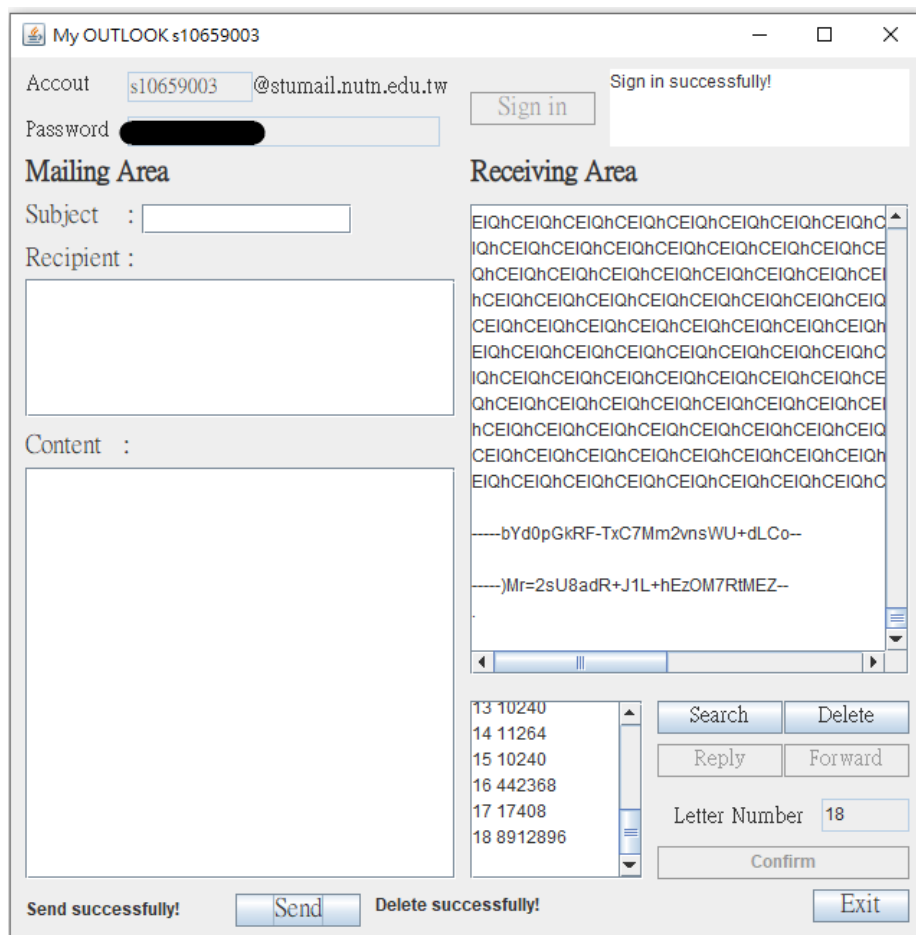 My OUTLOOK s10659003
Accout s10659003 @stumail.nutn.edu.tw
Password
Sign in
Sign in successfully!
Mailing Area
Subject :
Recipient :
Content :
Send successfully!
Send
Receiving Area
EIQhCEIQhCEIQhCEIQhCEIQhCEIQhCEIQhCEIQhC
IQhCEIQhCEIQhCEIQhCEIQhCEIQhCEIQhCEIQhCE
QhCEIQhCEIQhCEIQhCEIQhCEIQhCEIQhCEIQhCEI
hCEIQhCEIQhCEIQhCEIQhCEIQhCEIQhCEIQhCEIQ
CEIQhCEIQhCEIQhCEIQhCEIQhCEIQhCEIQhCEIQh
EIQhCEIQhCEIQhCEIQhCEIQhCEIQhCEIQhCEIQhC
IQhCEIQhCEIQhCEIQhCEIQhCEIQhCEIQhCEIQhCE
QhCEIQhCEIQhCEIQhCEIQhCEIQhCEIQhCEIQhCEI
hCEIQhCEIQhCEIQhCEIQhCEIQhCEIQhCEIQhCEIQ
CEIQhCEIQhCEIQhCEIQhCEIQhCEIQhCEIQhCEIQh
EIQhCEIQhCEIQhCEIQhCEIQhCEIQhCEIQhCEIQhC
-----bYd0pGkRF-TxC7Mm2vnsWU+dLCo--
-----)Mr=2sU8adR+J1L+hEzOM7RtMEZ--
.
13 10240
14 11264
15 10240
16 442368
17 17408
18 8912896
Search Delete
Reply Forward
Letter Number 18
Confirm
Delete successfully!
Exit